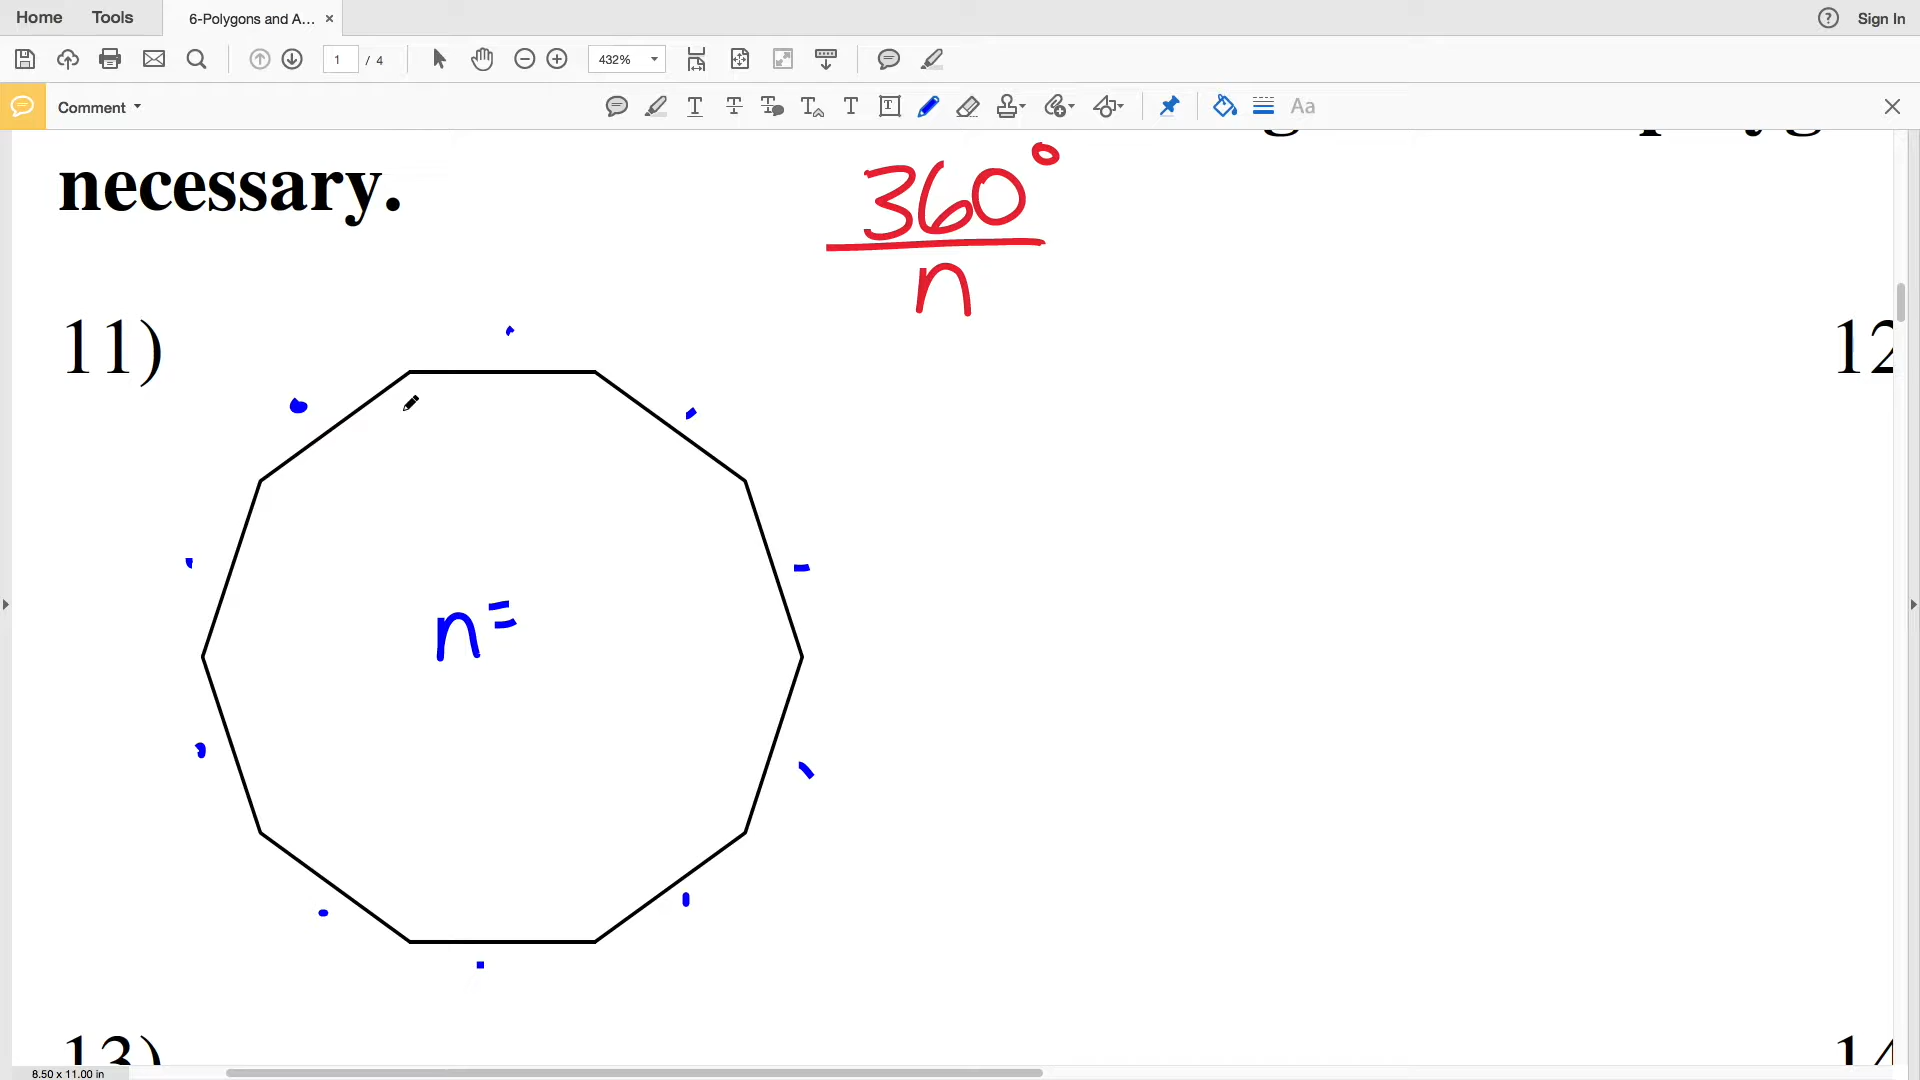 Home Tools 6-Polygons and A... × ? Sign In
1 / 4 432%
Comment Aa
necessary.
360°
n
11)
12
n=
13)
14
8.50 x 11.00 in